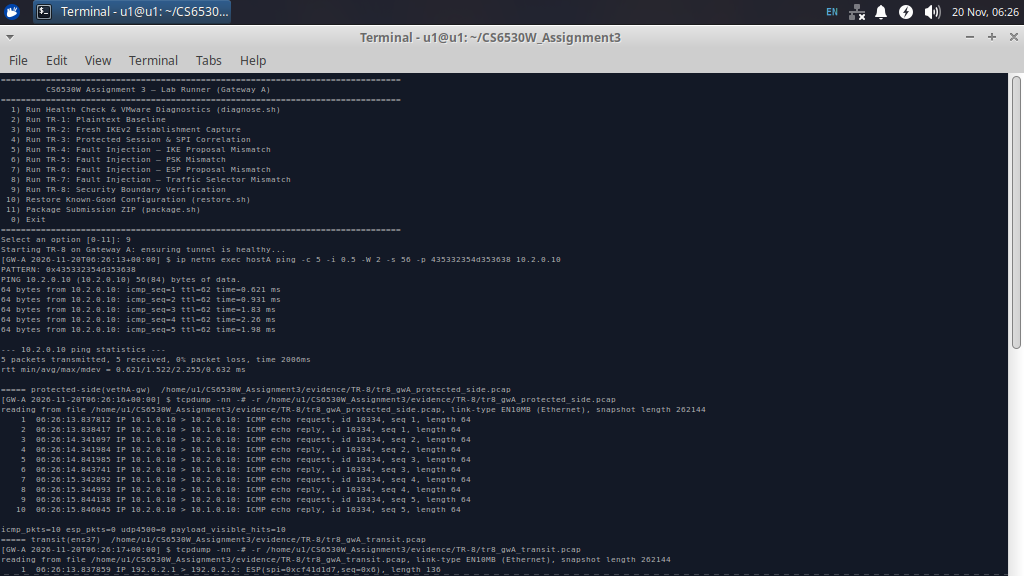 Terminal - u1@u1: ~/CS6530...
EN
20 Nov, 06:26
Terminal - u1@u1: ~/CS6530W_Assignment3
File Edit View Terminal Tabs Help
================================================================================
CS6530W Assignment 3 — Lab Runner (Gateway A)
================================================================================
1) Run Health Check & VMware Diagnostics (diagnose.sh)
2) Run TR-1: Plaintext Baseline
3) Run TR-2: Fresh IKEv2 Establishment Capture
4) Run TR-3: Protected Session & SPI Correlation
5) Run TR-4: Fault Injection — IKE Proposal Mismatch
6) Run TR-5: Fault Injection — PSK Mismatch
7) Run TR-6: Fault Injection — ESP Proposal Mismatch
8) Run TR-7: Fault Injection — Traffic Selector Mismatch
9) Run TR-8: Security Boundary Verification
10) Restore Known-Good Configuration (restore.sh)
11) Package Submission ZIP (package.sh)
0) Exit
================================================================================
Select an option [0-11]: 9
Starting TR-8 on Gateway A: ensuring tunnel is healthy...
[GW-A 2026-11-20T06:26:13+00:00] $ ip netns exec hostA ping -c 5 -i 0.5 -W 2 -s 56 -p 435332354d353638 10.2.0.10
PATTERN: 0x435332354d353638
PING 10.2.0.10 (10.2.0.10) 56(84) bytes of data.
64 bytes from 10.2.0.10: icmp_seq=1 ttl=62 time=0.621 ms
64 bytes from 10.2.0.10: icmp_seq=2 ttl=62 time=0.931 ms
64 bytes from 10.2.0.10: icmp_seq=3 ttl=62 time=1.83 ms
64 bytes from 10.2.0.10: icmp_seq=4 ttl=62 time=2.26 ms
64 bytes from 10.2.0.10: icmp_seq=5 ttl=62 time=1.98 ms
--- 10.2.0.10 ping statistics ---
5 packets transmitted, 5 received, 0% packet loss, time 2006ms
rtt min/avg/max/mdev = 0.621/1.522/2.255/0.632 ms
===== protected-side(vethA-gw)  /home/u1/CS6530W_Assignment3/evidence/TR-8/tr8_gwA_protected_side.pcap
[GW-A 2026-11-20T06:26:16+00:00] $ tcpdump -nn -# -r /home/u1/CS6530W_Assignment3/evidence/TR-8/tr8_gwA_protected_side.pcap
reading from file /home/u1/CS6530W_Assignment3/evidence/TR-8/tr8_gwA_protected_side.pcap, link-type EN10MB (Ethernet), snapshot length 262144
1  06:26:13.837812 IP 10.1.0.10 > 10.2.0.10: ICMP echo request, id 10334, seq 1, length 64
2  06:26:13.838417 IP 10.2.0.10 > 10.1.0.10: ICMP echo reply, id 10334, seq 1, length 64
3  06:26:14.341097 IP 10.1.0.10 > 10.2.0.10: ICMP echo request, id 10334, seq 2, length 64
4  06:26:14.341984 IP 10.2.0.10 > 10.1.0.10: ICMP echo reply, id 10334, seq 2, length 64
5  06:26:14.841985 IP 10.1.0.10 > 10.2.0.10: ICMP echo request, id 10334, seq 3, length 64
6  06:26:14.843741 IP 10.2.0.10 > 10.1.0.10: ICMP echo reply, id 10334, seq 3, length 64
7  06:26:15.342892 IP 10.1.0.10 > 10.2.0.10: ICMP echo request, id 10334, seq 4, length 64
8  06:26:15.344993 IP 10.2.0.10 > 10.1.0.10: ICMP echo reply, id 10334, seq 4, length 64
9  06:26:15.844138 IP 10.1.0.10 > 10.2.0.10: ICMP echo request, id 10334, seq 5, length 64
10  06:26:15.846045 IP 10.2.0.10 > 10.1.0.10: ICMP echo reply, id 10334, seq 5, length 64
icmp_pkts=10 esp_pkts=0 udp4500=0 payload_visible_hits=10
===== transit(ens37)  /home/u1/CS6530W_Assignment3/evidence/TR-8/tr8_gwA_transit.pcap
[GW-A 2026-11-20T06:26:17+00:00] $ tcpdump -nn -# -r /home/u1/CS6530W_Assignment3/evidence/TR-8/tr8_gwA_transit.pcap
reading from file /home/u1/CS6530W_Assignment3/evidence/TR-8/tr8_gwA_transit.pcap, link-type EN10MB (Ethernet), snapshot length 262144
1  06:26:13.837859 IP 192.0.2.1 > 192.0.2.2: ESP(spi=0xcf41d1d7,seq=0x6), length 136